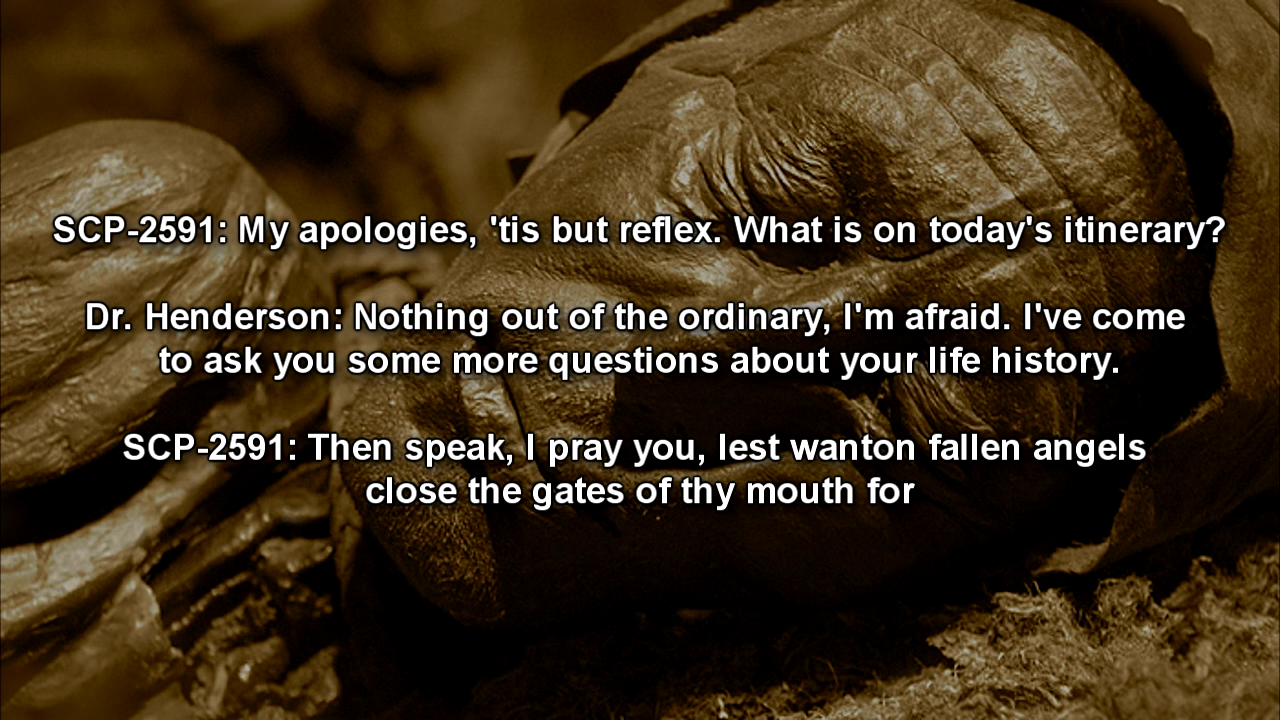 SCP-2591: My apologies, 'tis but reflex. What is on today's itinerary?
Dr. Henderson: Nothing out of the ordinary, I'm afraid. I've come
to ask you some more questions about your life history.
SCP-2591: Then speak, I pray you, lest wanton fallen angels
close the gates of thy mouth for